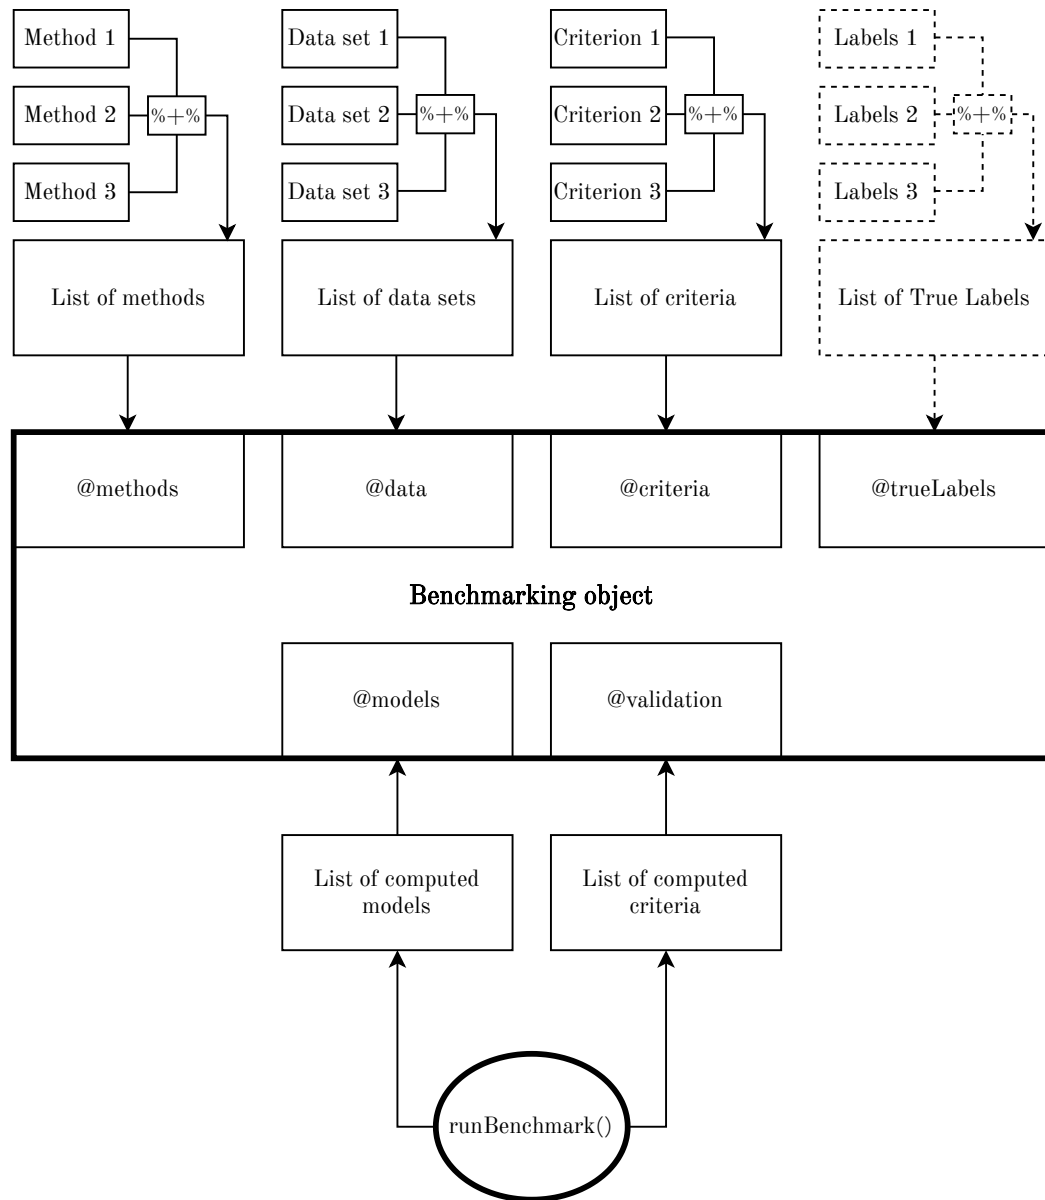 Method 1
Data set 1
Criterion 1
Labels 1
Method 2
%+%
Data set 2
%+%
Criterion 2
%+%
Labels 2
%+%
Method 3
Data set 3
Criterion 3
Labels 3
List of methods
List of data sets
List of criteria
List of True Labels
@methods
@data
@criteria
@trueLabels
Benchmarking object
@models
@validation
List of computed
models
List of computed
criteria
runBenchmark()